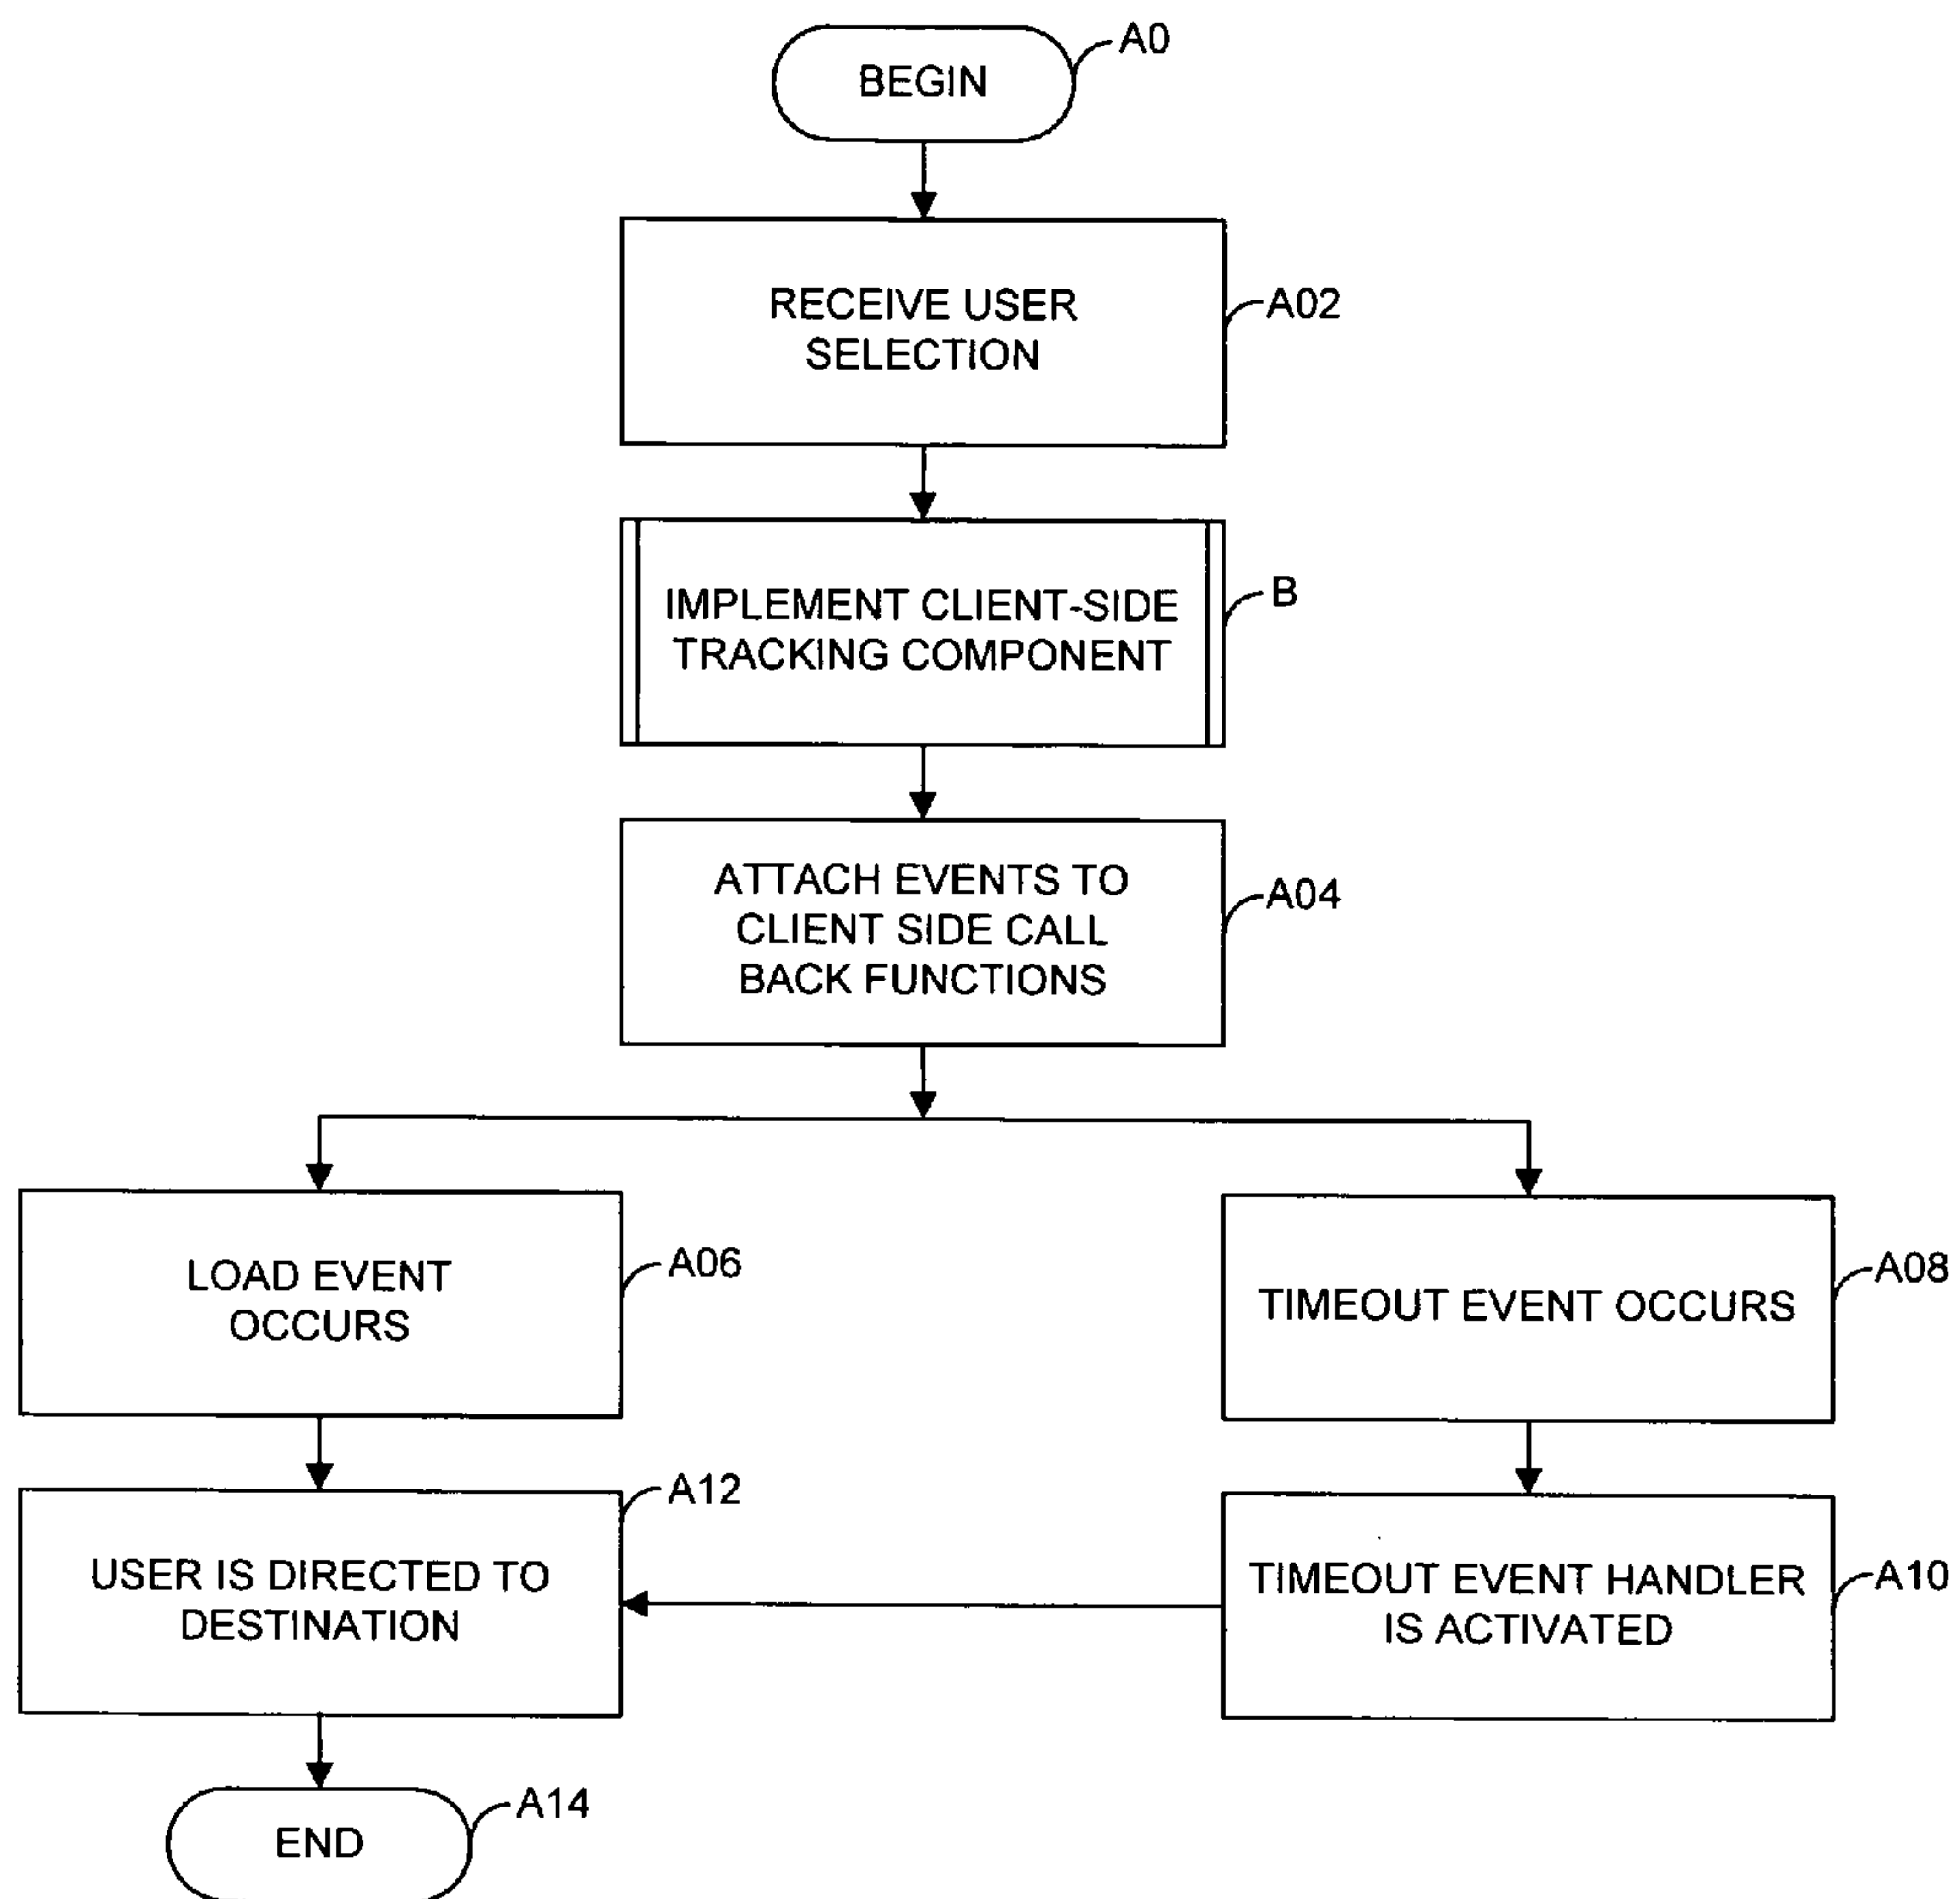 BEGIN
A0
RECEIVE USER
SELECTION
A02
IMPLEMENT CLIENT-SIDE
TRACKING COMPONENT
B
ATTACH EVENTS TO
CLIENT SIDE CALL
BACK FUNCTIONS
A04
LOAD EVENT
OCCURS
A06
TIMEOUT EVENT OCCURS
A08
USER IS DIRECTED TO
DESTINATION
A12
TIMEOUT EVENT HANDLER
IS ACTIVATED
A10
END
A14